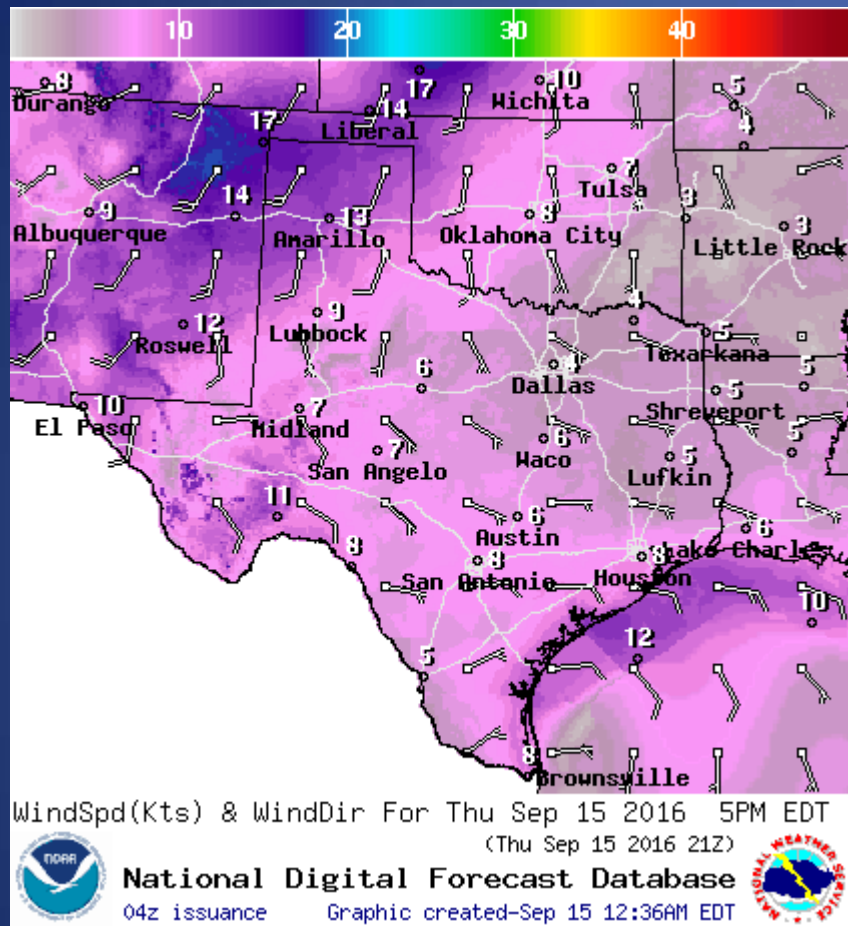 10 20 30 40
8 17 10 5
Durango Wichita
17 14 4
Liberal
7
Tulsa
9 14 13 8 3 3
Albuquerque Amarillo Oklahoma City Little Rock
12 9 4 5
Roswell Lubbock Texarkana
6 4 5 5
Dallas
10 7 Shreveport
El Paso Midland 7 6 5 5
San Angelo Waco Lufkin
11 6 6
Austin Lake Charles
8 8 8
San Antonio Houston
10
12
5
8
Brownsville
WindSpd(Kts) & WindDir For Thu Sep 15 2016 5PM EDT
(Thu Sep 15 2016 21Z)
National Digital Forecast Database
04z issuance Graphic created-Sep 15 12:36AM EDT
NOAA
NATIONAL WEATHER SERVICE